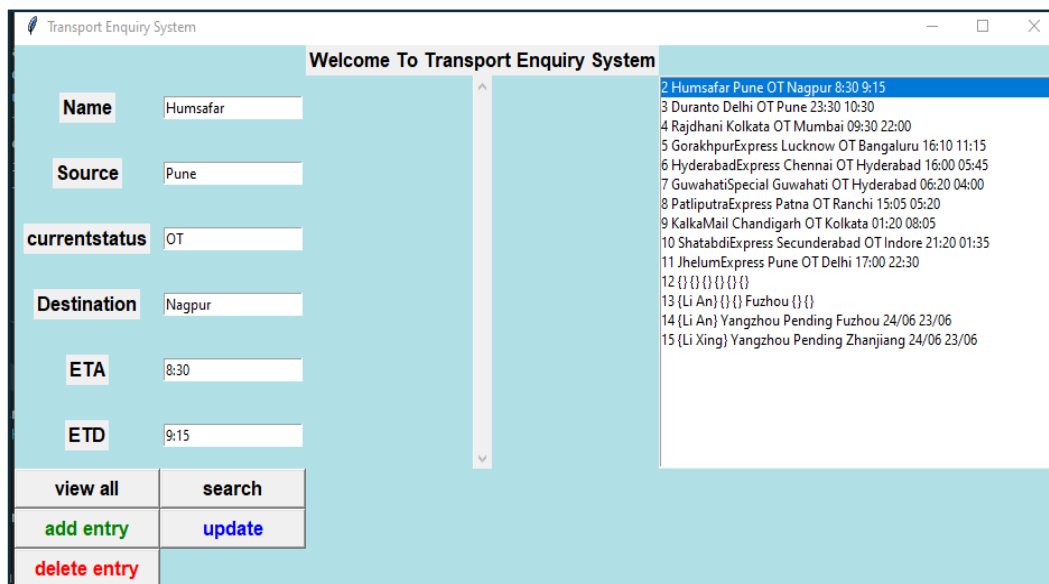 Transport Enquiry System
Welcome To Transport Enquiry System
Name
Humsafar
Source
Pune
currentstatus
OT
Destination
Nagpur
ETA
8:30
ETD
9:15
2 Humsafar Pune OT Nagpur 8:30 9:15
3 Duranto Delhi OT Pune 23:30 10:30
4 Rajdhani Kolkata OT Mumbai 09:30 22:00
5 GorakhpurExpress Lucknow OT Bangaluru 16:10 11:15
6 HyderabadExpress Chennai OT Hyderabad 16:00 05:45
7 GuwahatiSpecial Guwahati OT Hyderabad 06:20 04:00
8 PatliputraExpress Patna OT Ranchi 15:05 05:20
9 KalkaMail Chandigarh OT Kolkata 01:20 08:05
10 ShatabdiExpress Secunderabad OT Indore 21:20 01:35
11 JhelumExpress Pune OT Delhi 17:00 22:30
12 {} {} {} {} {} {}
13 {Li An} {} {} Fuzhou {} {}
14 {Li An} Yangzhou Pending Fuzhou 24/06 23/06
15 {Li Xing} Yangzhou Pending Zhanjiang 24/06 23/06
view all
search
add entry
update
delete entry